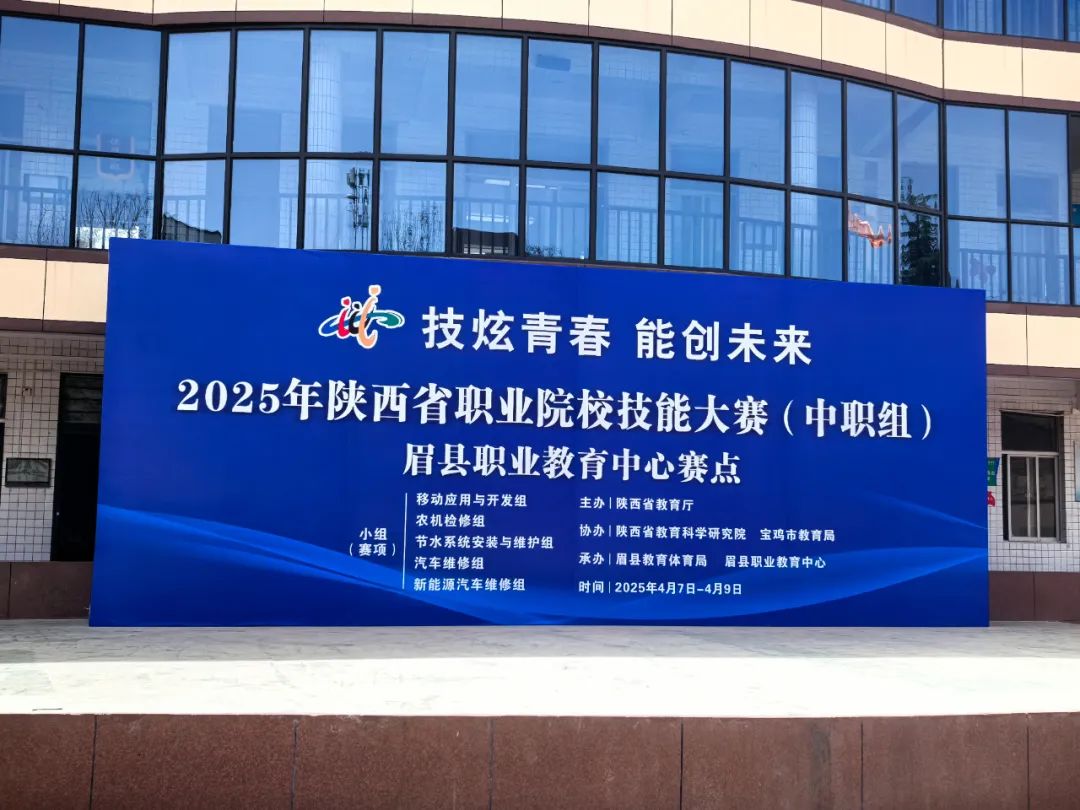 技炫青春 能创未来
2025年陕西省职业院校技能大赛（中职组）
眉县职业教育中心赛点
小组
（赛项）
移动应用与开发组
农机检修组
节水系统安装与维护组
汽车维修组
新能源汽车维修组
主办|陕西省教育厅
协办|陕西省教育科学研究院 宝鸡市教育局
承办|眉县教育体育局 眉县职业教育中心
时间|2025年4月7日-4月9日